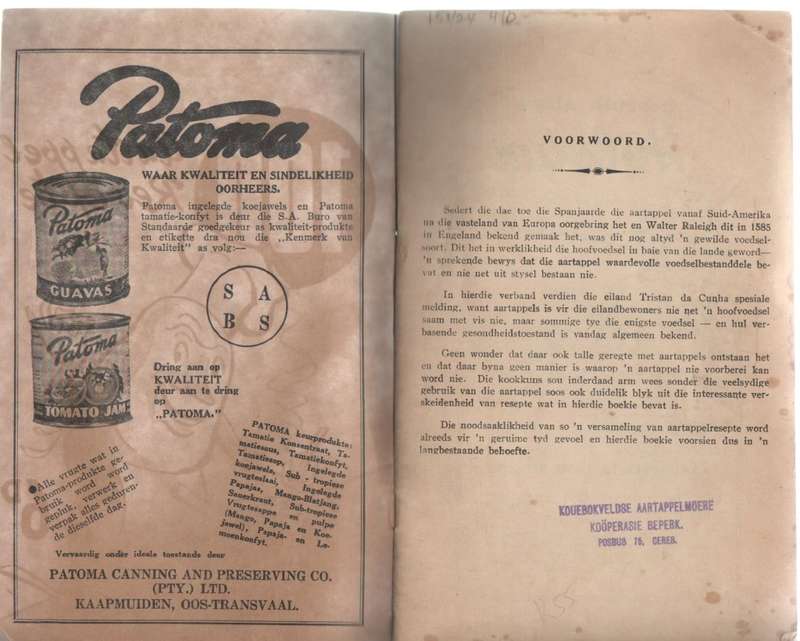 Patoma
WAAR KWALITEIT EN SINDELIKHEID
OORHEERS.
Patoma ingelegde koejawels en Patoma
tamatie-konfyt is deur die S.A. Buro van
Standaarde goedgekeur as kwaliteit-produkte
en etikette dra nou die „Kenmerk van
Kwaliteit" as volg:—
Patoma
GUAVAS
S A
B S
Patoma
TOMATO JAM
Dring aan op
KWALITEIT
deur aan te dring
op
„PATOMA."
●Alle vrugte wat in
Patoma-produkte ge-
bruik word word
gepluk, verwerk en
verpak alles geduren-
de dieselfde dag.
PATOMA keurprodukte:
Tamatie Konsentraat, Ta-
matiesous, Tamatiekonfyt,
Tamatiesop, Ingelegde
koejawels, Sub-tropiese
vrugteslaai, Ingelegde
Papajas, Mango-Blatjang,
Sauerkraut, Sub-tropiese
Vrugtesappe en pulpe
(Mango, Papaja en Koe-
jawel), Papaja- en La-
moenkonfyt.
Vervaardig onder ideale toestande deur
PATOMA CANNING AND PRESERVING CO.
(PTY.) LTD.
KAAPMUIDEN, OOS-TRANSVAAL.
VOORWOORD.
Sedert die dae toe die Spanjaarde die aartappel vanaf Suid-Amerika
na die vasteland van Europa oorgebring het en Walter Raleigh dit in 1585
in Engeland bekend gemaak het, was dit nog altyd 'n gewilde voedsel-
soort. Dit het in werklikheid die hoofvoedsel in baie van die lande geword—
'n sprekende bewys dat die aartappel waardevolle voedselbestanddele be-
vat en nie net uit stysel bestaan nie.
In hierdie verband verdien die eiland Tristan da Cunha spesiale
melding, want aartappels is vir die eilandbewoners nie net 'n hoofvoedsel
saam met vis nie, maar sommige tye die enigste voedsel — en hul ver-
basende gesondheidstoestand is vandag algemeen bekend.
Geen wonder dat daar ook talle geregte met aartappels ontstaan het
en dat daar byna geen manier is waarop 'n aartappel nie voorberei kan
word nie. Die kookkuns sou inderdaad arm wees sonder die veelsydige
gebruik van die aartappel soos ook duidelik blyk uit die interessante ver-
skeidenheid van resepte wat in hierdie boekie bevat is.
Die noodsaaklikheid van so 'n versameling van aartappelresepte word
alreeds vir 'n geruime tyd gevoel en hierdie boekie voorsien dus in 'n
langbestaande behoefte.
KOUEBOKVELDSE AARTAPPELMOERE
KOÖPERASIE BEPERK.
POSBUS 75, CERES.